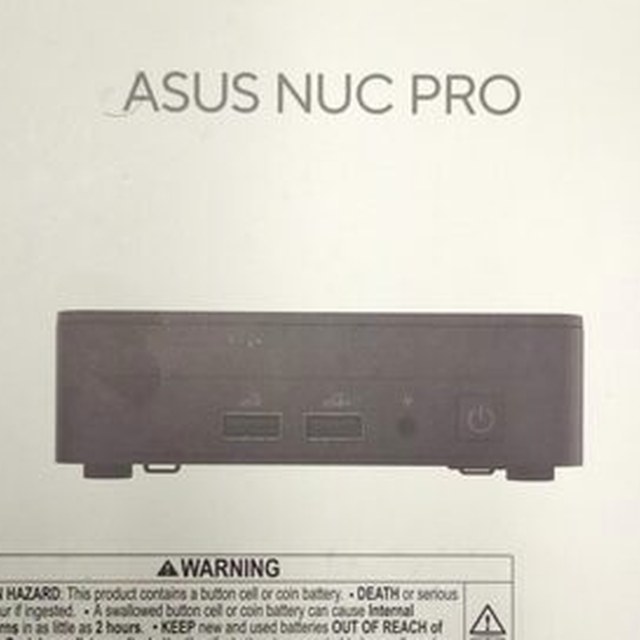 ASUS NUC PRO
WARNING
HAZARD: This product contains a button cell or coin battery. • DEATH or serious
if ingested. • A swallowed button cell or coin battery can cause Internal
in as little as 2 hours. • KEEP new and used batteries OUT OF REACH of